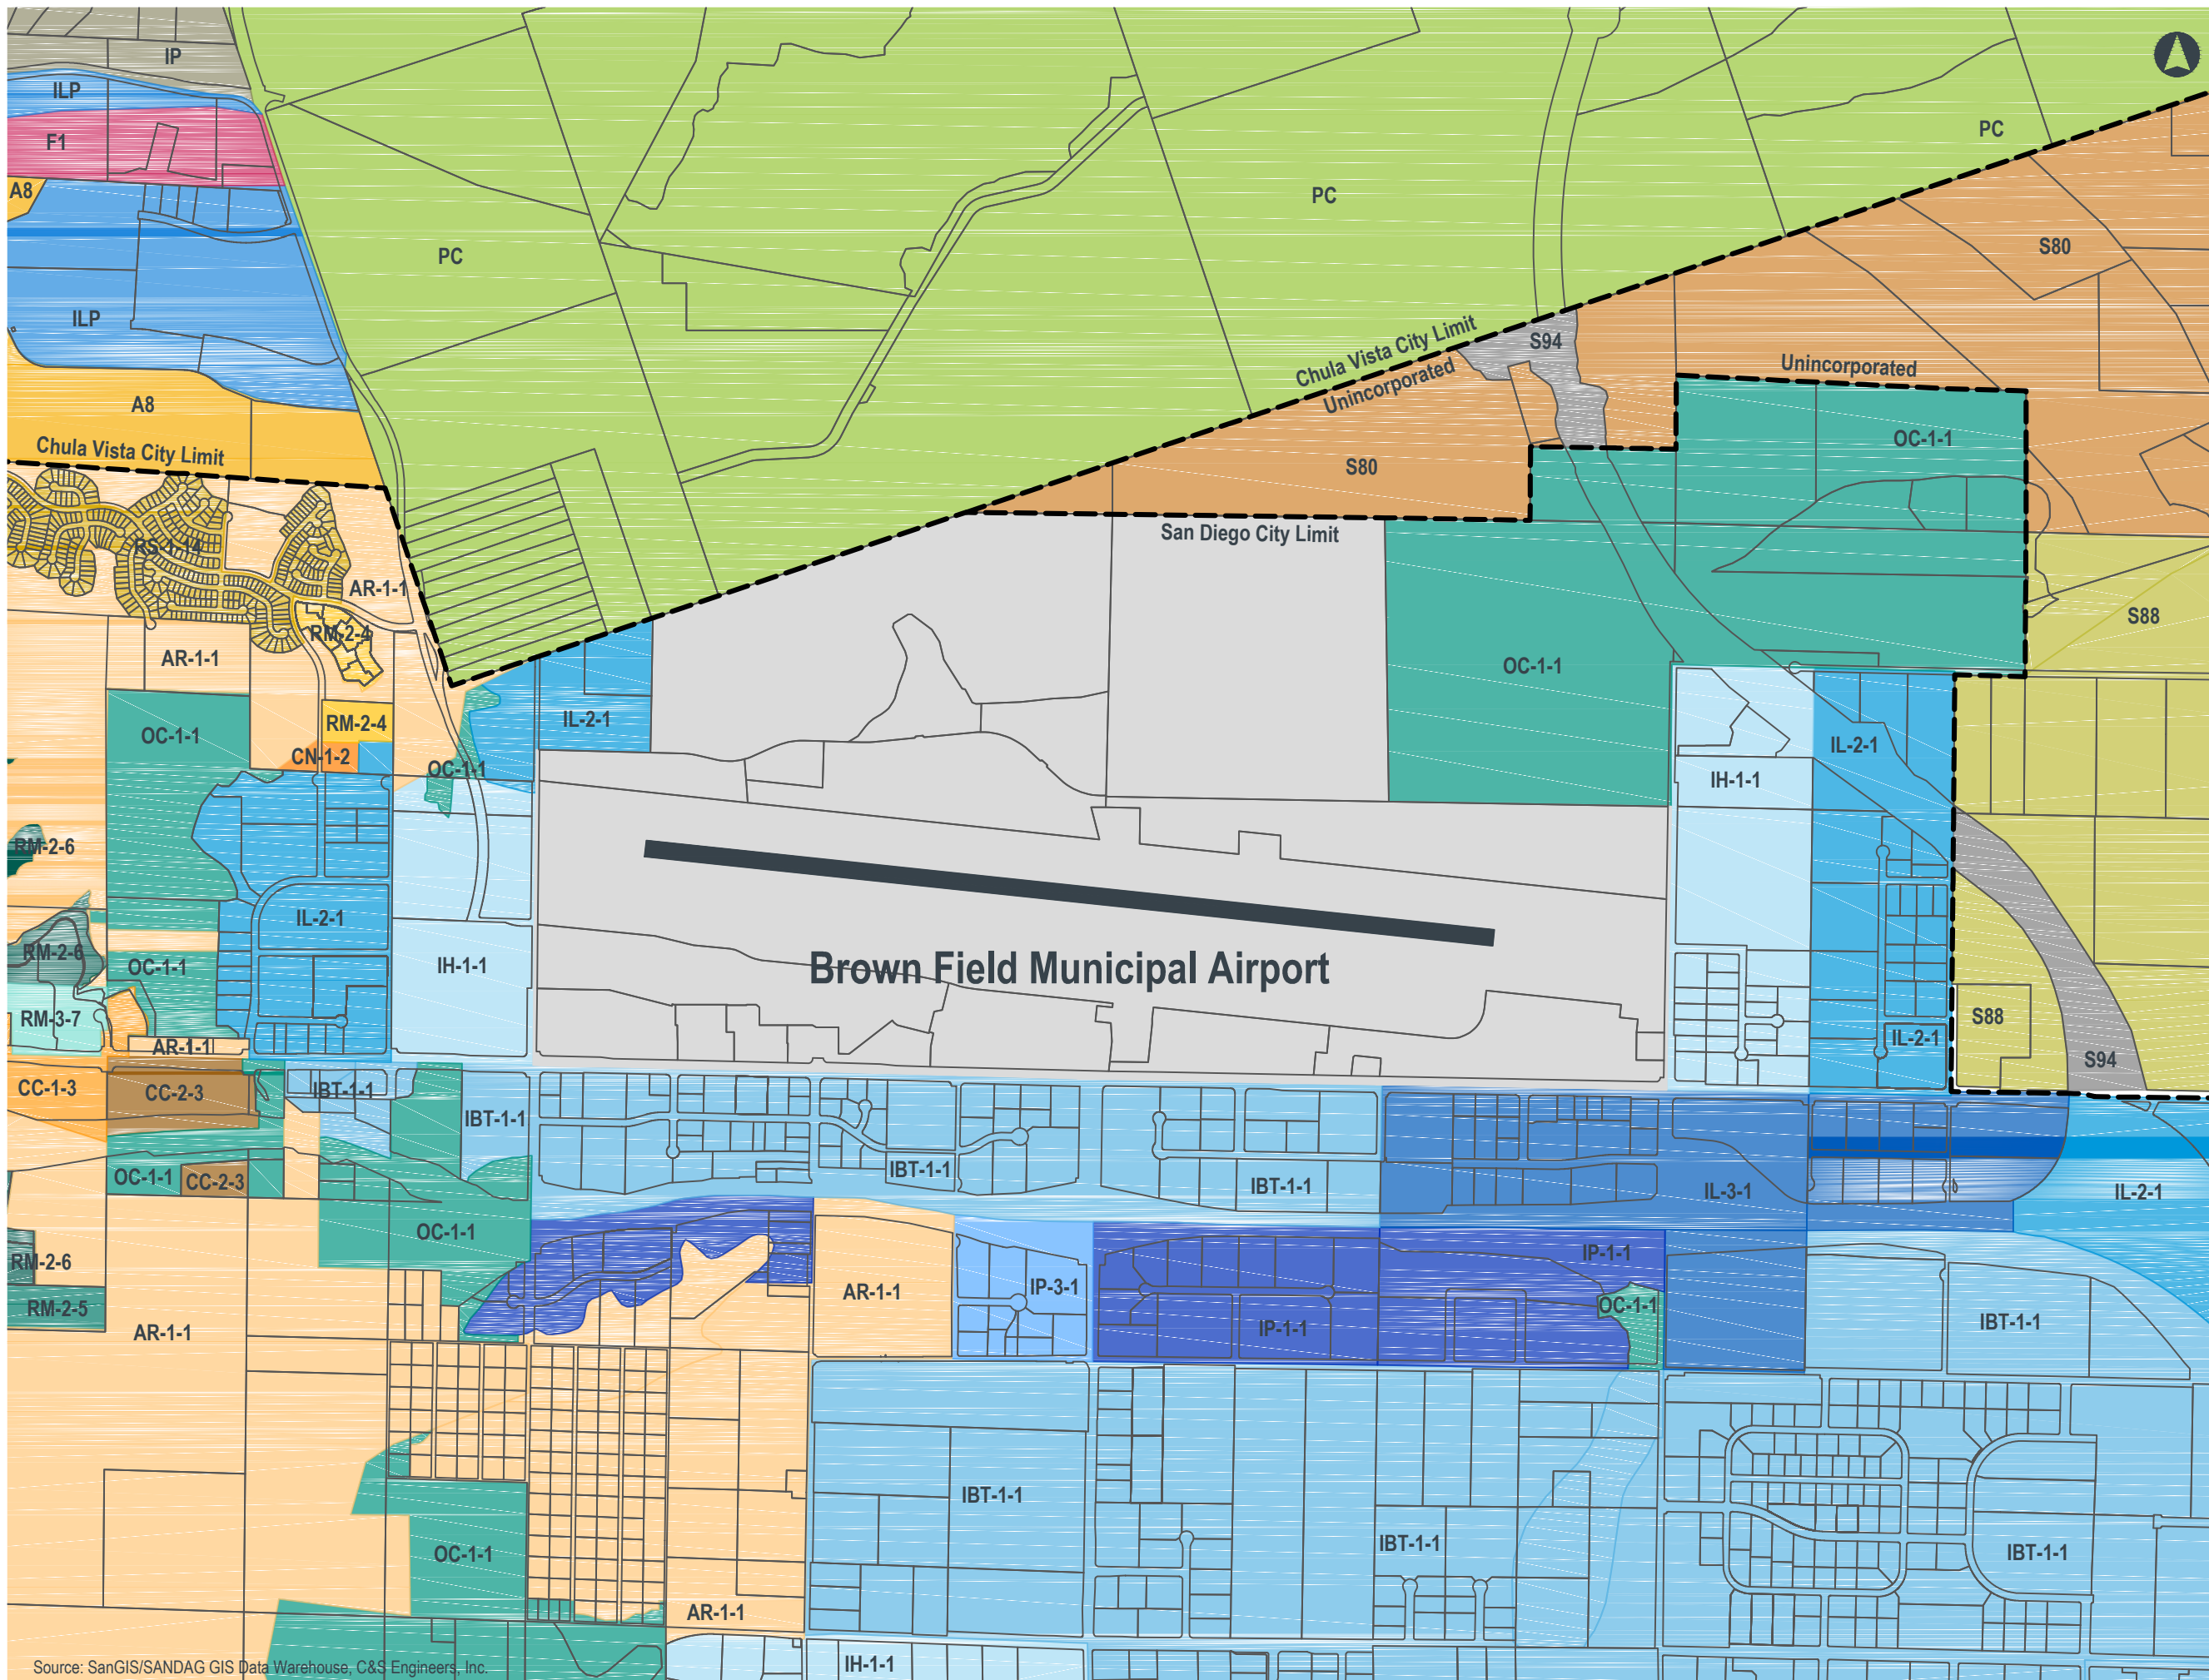 IP
ILP
F1
A8
PC
PC
PC
S80
ILP
S94
Chula Vista City Limit
Unincorporated
Unincorporated
A8
OC-1-1
Chula Vista City Limit
S80
San Diego City Limit
RS-1-14
AR-1-1
S88
RM-2-4
AR-1-1
OC-1-1
IL-2-1
RM-2-4
OC-1-1
IL-2-1
CN-1-2
OC-1-1
IH-1-1
RM-2-6
IL-2-1
RM-2-6
OC-1-1
IH-1-1
Brown Field Municipal Airport
RM-3-7
S88
AR-1-1
IL-2-1
S94
CC-1-3
CC-2-3
IBT-1-1
IBT-1-1
IBT-1-1
OC-1-1
CC-2-3
IBT-1-1
IL-3-1
IL-2-1
OC-1-1
RM-2-6
IP-1-1
AR-1-1
IP-3-1
RM-2-5
OC-1-1
AR-1-1
IP-1-1
IBT-1-1
IBT-1-1
OC-1-1
IBT-1-1
IBT-1-1
AR-1-1
IH-1-1
Source: SanGIS/SANDAG GIS Data Warehouse, C&S Engineers, Inc.